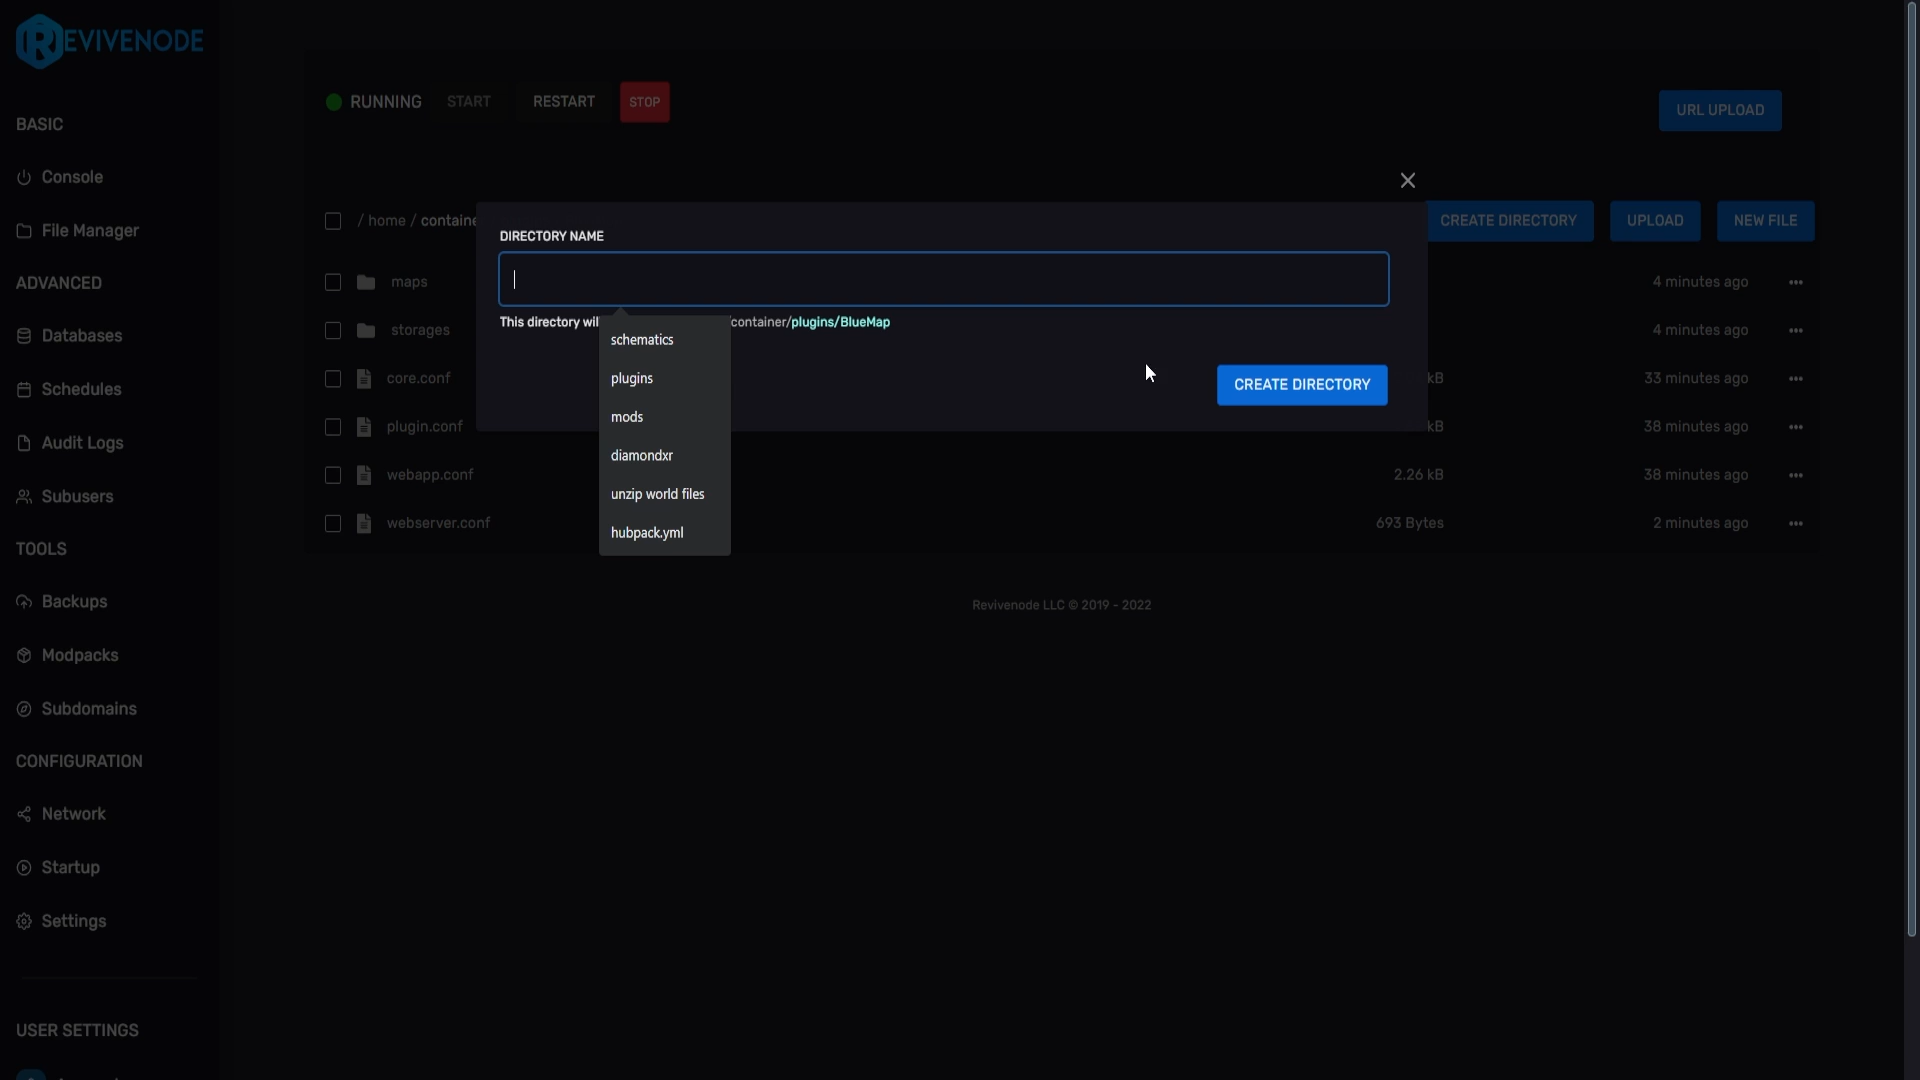 REVIVENODE
RUNNING START RESTART STOP
URL UPLOAD
BASIC
Console
File Manager
ADVANCED
Databases
Schedules
Audit Logs
Subusers
TOOLS
Backups
Modpacks
Subdomains
CONFIGURATION
Network
Startup
Settings
USER SETTINGS
/ home / containe
CREATE DIRECTORY UPLOAD NEW FILE
DIRECTORY NAME
This directory wil container/plugins/BlueMap
schematics
plugins
mods
diamondxr
unzip world files
hubpack.yml
CREATE DIRECTORY
maps 4 minutes ago
storages 4 minutes ago
core.conf kB 33 minutes ago
plugin.conf kB 38 minutes ago
webapp.conf 2.26 kB 38 minutes ago
webserver.conf 693 Bytes 2 minutes ago
Revivenode LLC © 2019 - 2022